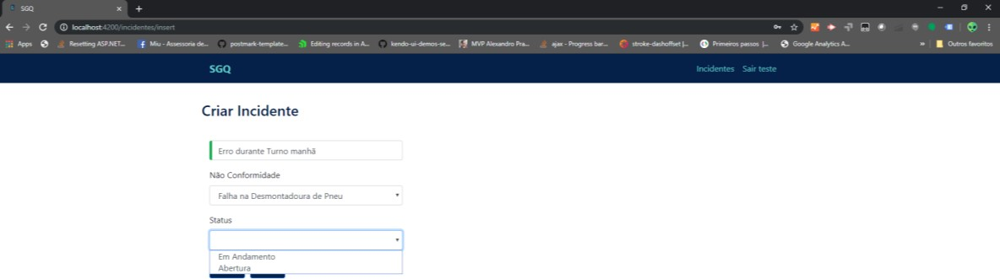 SGQ
localhost:4200/incidentes/insert
Apps
Resetting ASP.NET...
Miu - Assessoria de...
postmark-template...
Editing records in A...
kendo-ui-demos-se...
MVP Alexandro Pra...
ajax - Progress bar...
stroke-dashoffset |...
Primeiros passos |...
Google Analytics A...
»
Outros favoritos
SGQ
Incidentes
Sair teste
Criar Incidente
Erro durante Turno manhã
Não Conformidade
Falha na Desmontadoura de Pneu
Status
Em Andamento
Abertura